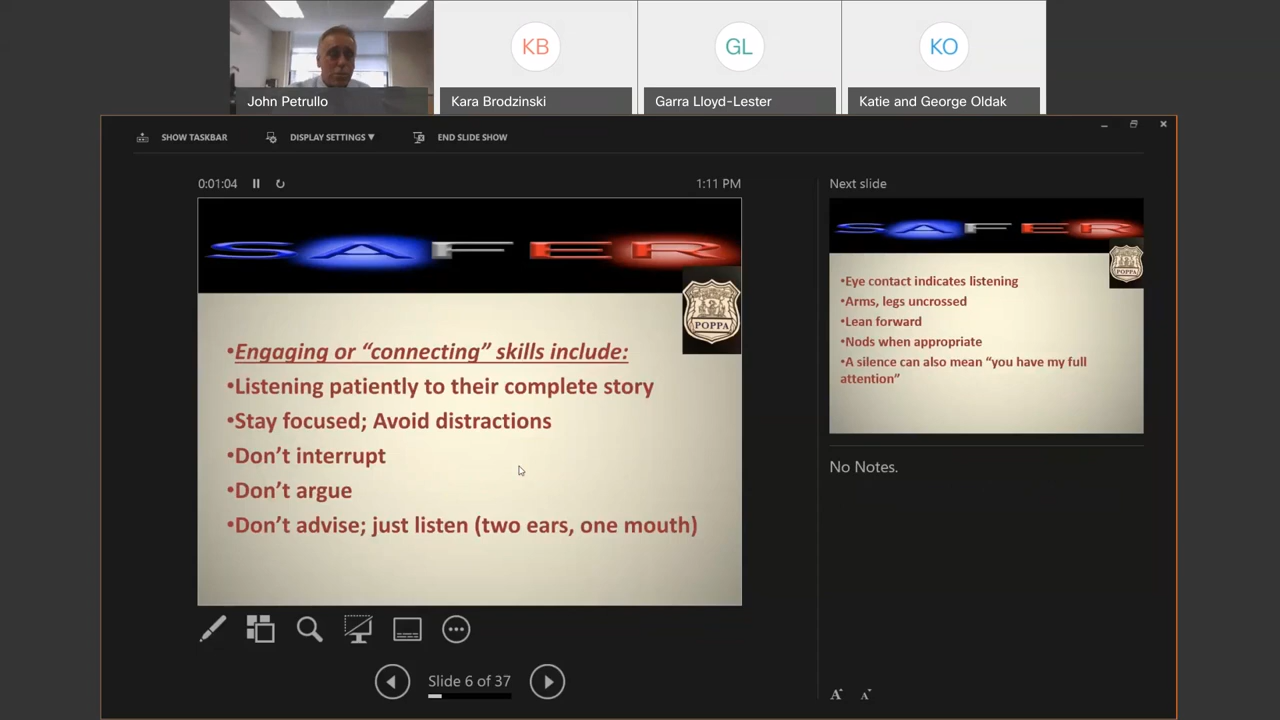 KB
GL
KO
John Petrullo
Kara Brodzinski
Garra Lloyd-Lester
Katie and George Oldak
SHOW TASKBAR
DISPLAY SETTINGS ▼
END SLIDE SHOW
0:01:04
1:11 PM
SAFER
POPPA
•Engaging or “connecting” skills include:
•Listening patiently to their complete story
•Stay focused; Avoid distractions
•Don’t interrupt
•Don’t argue
•Don’t advise; just listen (two ears, one mouth)
Slide 6 of 37
Next slide
SAFER
POPPA
•Eye contact indicates listening
•Arms, legs uncrossed
•Lean forward
•Nods when appropriate
•A silence can also mean “you have my full
attention”
No Notes.
A A